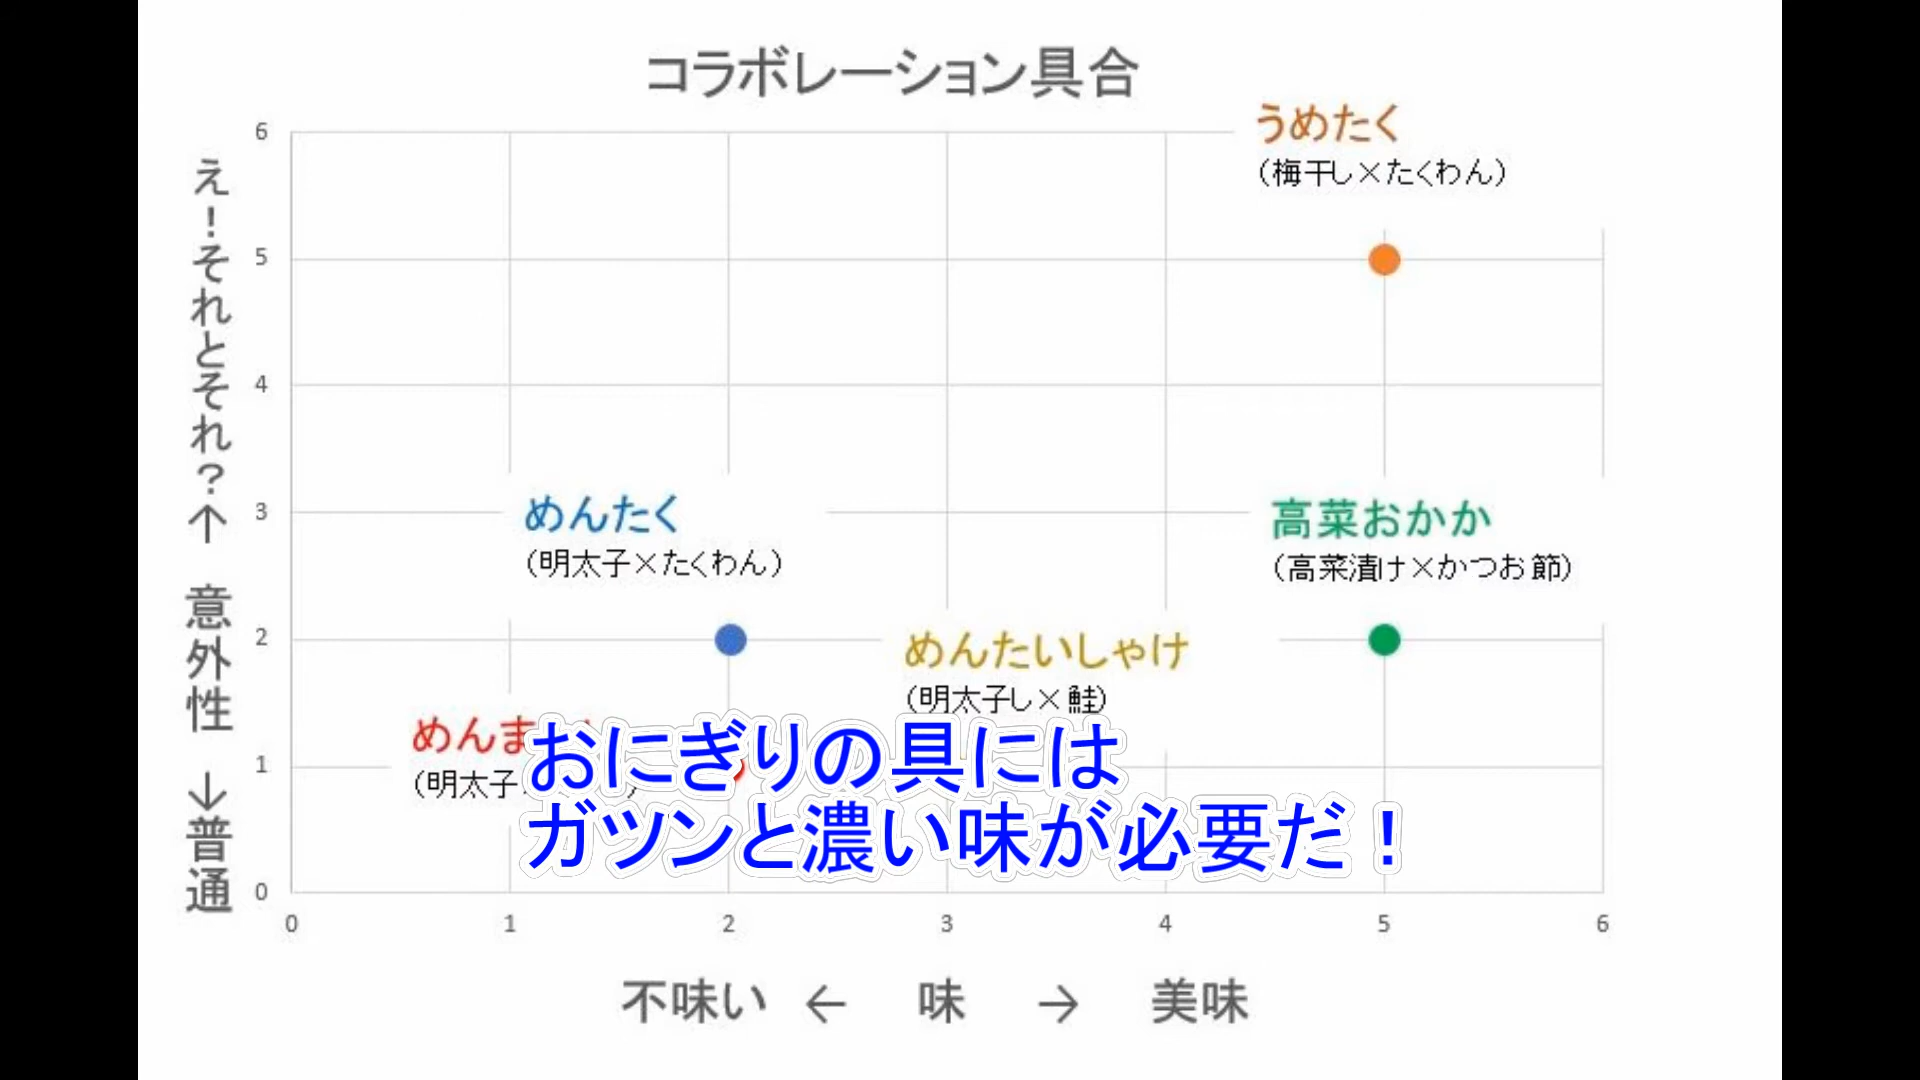 コラボレーション具合
え！それとそれ？↑ 意外性 ↓普通
6
5
4
3
2
1
0
うめたく
（梅干し×たくわん）
めんたく
（明太子×たくわん）
高菜おかか
（高菜漬け×かつお節）
めんたいしゃけ
（明太子し×鮭）
めんま
（明太子
おにぎりの具には
ガツンと濃い味が必要だ！
0 1 2 3 4 5 6
不味い ← 味 → 美味